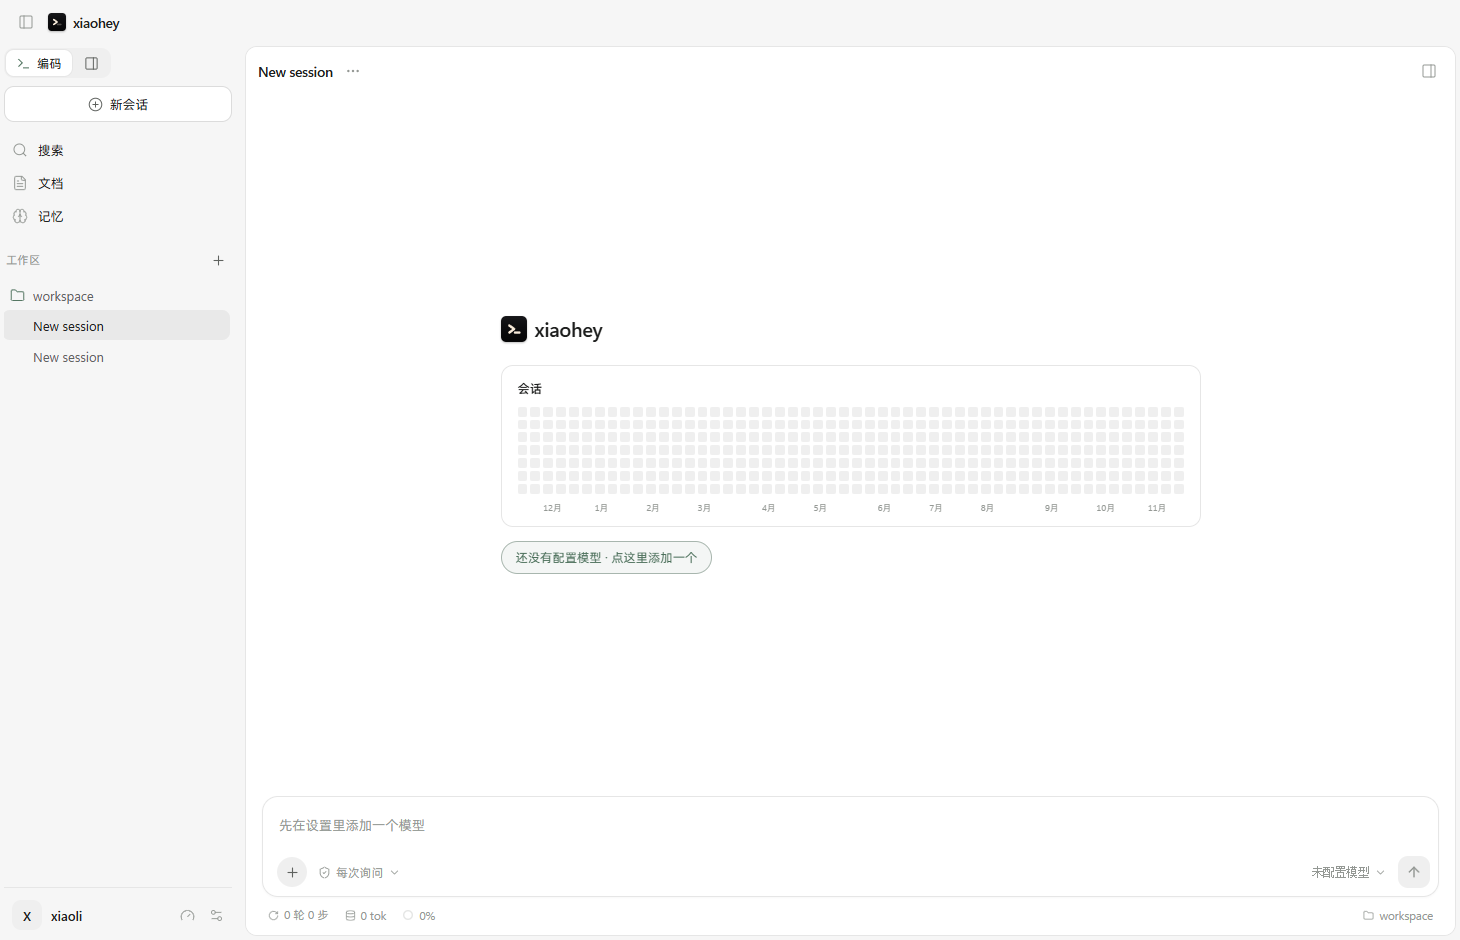 xiaohey
编码
新会话
搜索
文档
记忆
工作区
workspace
New session
New session
X xiaoli
New session
xiaohey
会话
12月 1月 2月 3月 4月 5月 6月 7月 8月 9月 10月 11月
还没有配置模型 · 点这里添加一个
先在设置里添加一个模型
每次询问
未配置模型
0 轮 0 步 0 tok 0%
workspace